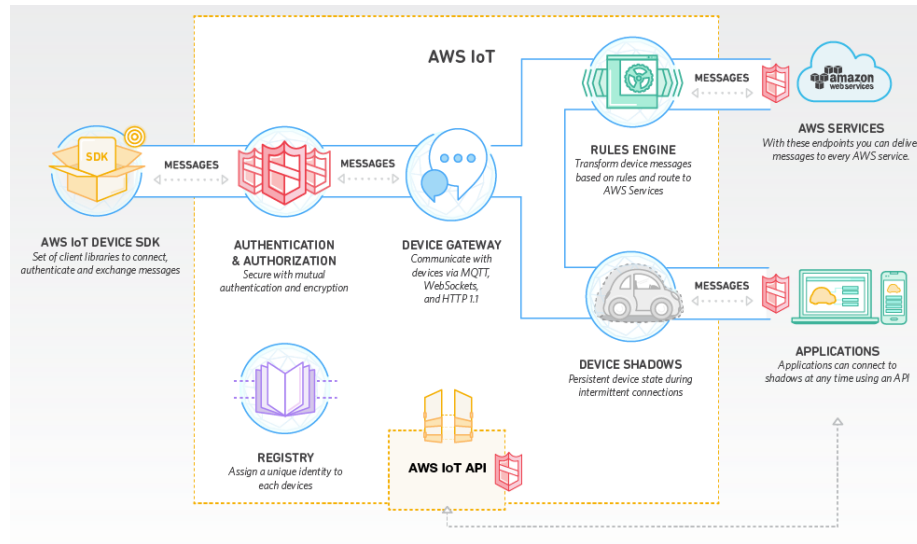 AWS IoT
SDK
MESSAGES
MESSAGES
MESSAGES
amazon
web services
AWS SERVICES
With these endpoints you can delive
messages to every AWS service.
RULES ENGINE
Transform device messages
based on rules and route to
AWS Services
AWS IoT DEVICE SDK
Set of client libraries to connect,
authenticate and exchange messages
AUTHENTICATION
& AUTHORIZATION
Secure with mutual
authentication and encryption
DEVICE GATEWAY
Communicate with
devices via MQTT,
WebSockets,
and HTTP 1.1
MESSAGES
DEVICE SHADOWS
Persistent device state during
intermittent connections
APPLICATIONS
Applications can connect to
shadows at any time using an API
REGISTRY
Assign a unique identity to
each devices
AWS IoT API